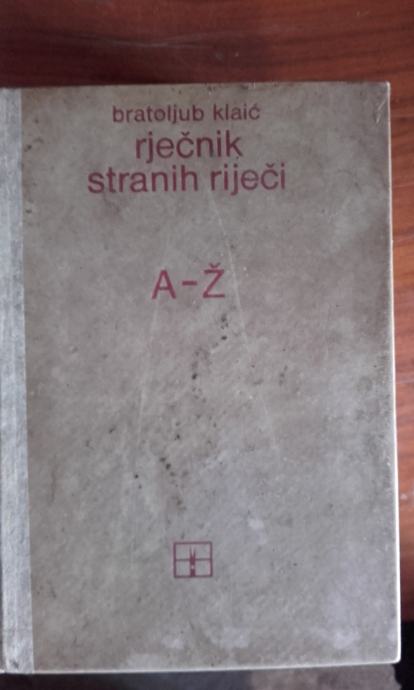 bratoljub klaić
rječnik
stranih riječi
A-Ž